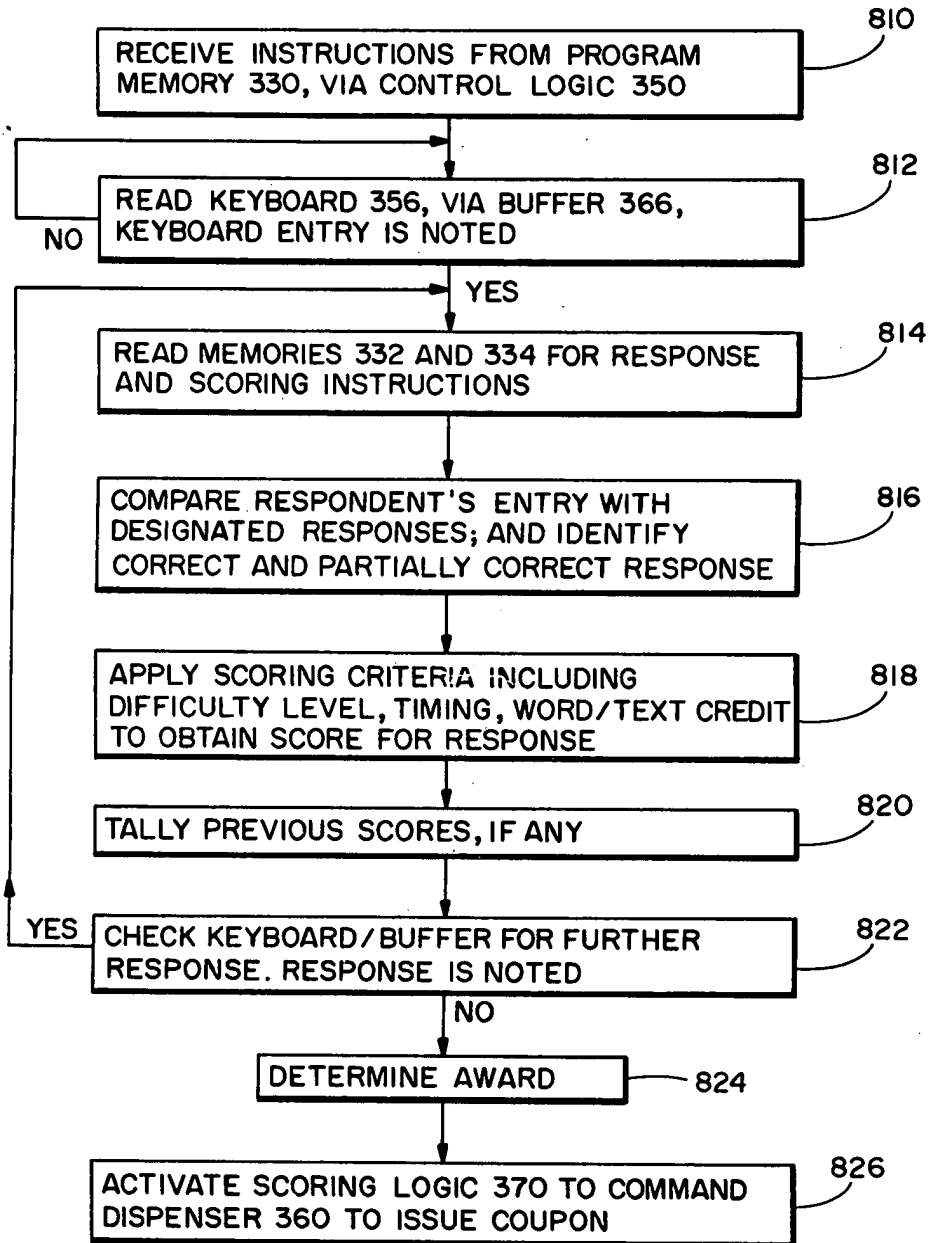 810
RECEIVE INSTRUCTIONS FROM PROGRAM
MEMORY 330, VIA CONTROL LOGIC 350
812
READ KEYBOARD 356, VIA BUFFER 366,
KEYBOARD ENTRY IS NOTED
NO
YES
814
READ MEMORIES 332 AND 334 FOR RESPONSE
AND SCORING INSTRUCTIONS
816
COMPARE RESPONDENT'S ENTRY WITH
DESIGNATED RESPONSES; AND IDENTIFY
CORRECT AND PARTIALLY CORRECT RESPONSE
818
APPLY SCORING CRITERIA INCLUDING
DIFFICULTY LEVEL, TIMING, WORD/TEXT CREDIT
TO OBTAIN SCORE FOR RESPONSE
820
TALLY PREVIOUS SCORES, IF ANY
YES
822
CHECK KEYBOARD/BUFFER FOR FURTHER
RESPONSE. RESPONSE IS NOTED
NO
DETERMINE AWARD
824
826
ACTIVATE SCORING LOGIC 370 TO COMMAND
DISPENSER 360 TO ISSUE COUPON